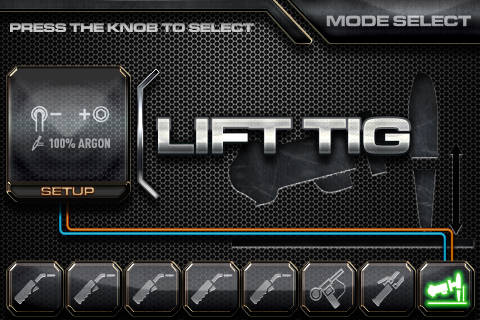 MODE SELECT
PRESS THE KNOB TO SELECT
− +
100% ARGON
SETUP
LIFT TIG